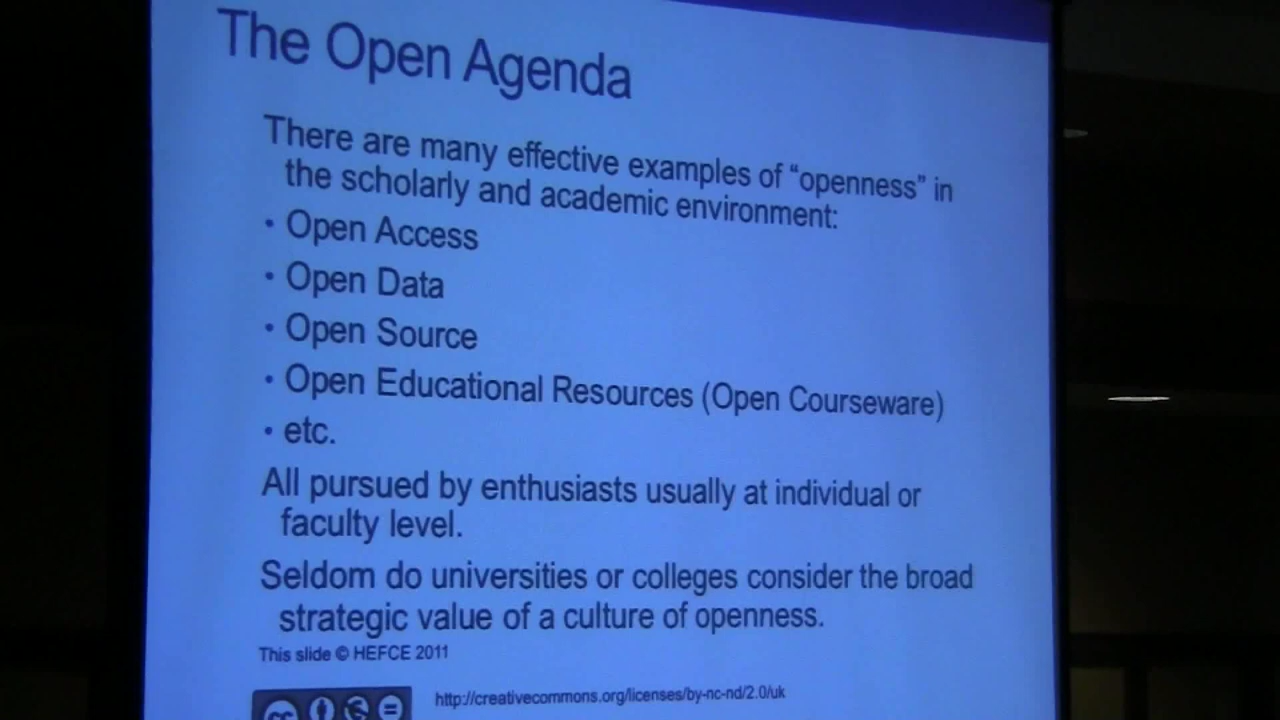 The Open Agenda
There are many effective examples of “openness” in
the scholarly and academic environment:
• Open Access
• Open Data
• Open Source
• Open Educational Resources (Open Courseware)
• etc.
All pursued by enthusiasts usually at individual or
faculty level.
Seldom do universities or colleges consider the broad
strategic value of a culture of openness.
This slide © HEFCE 2011
http://creativecommons.org/licenses/by-nc-nd/2.0/uk
cc